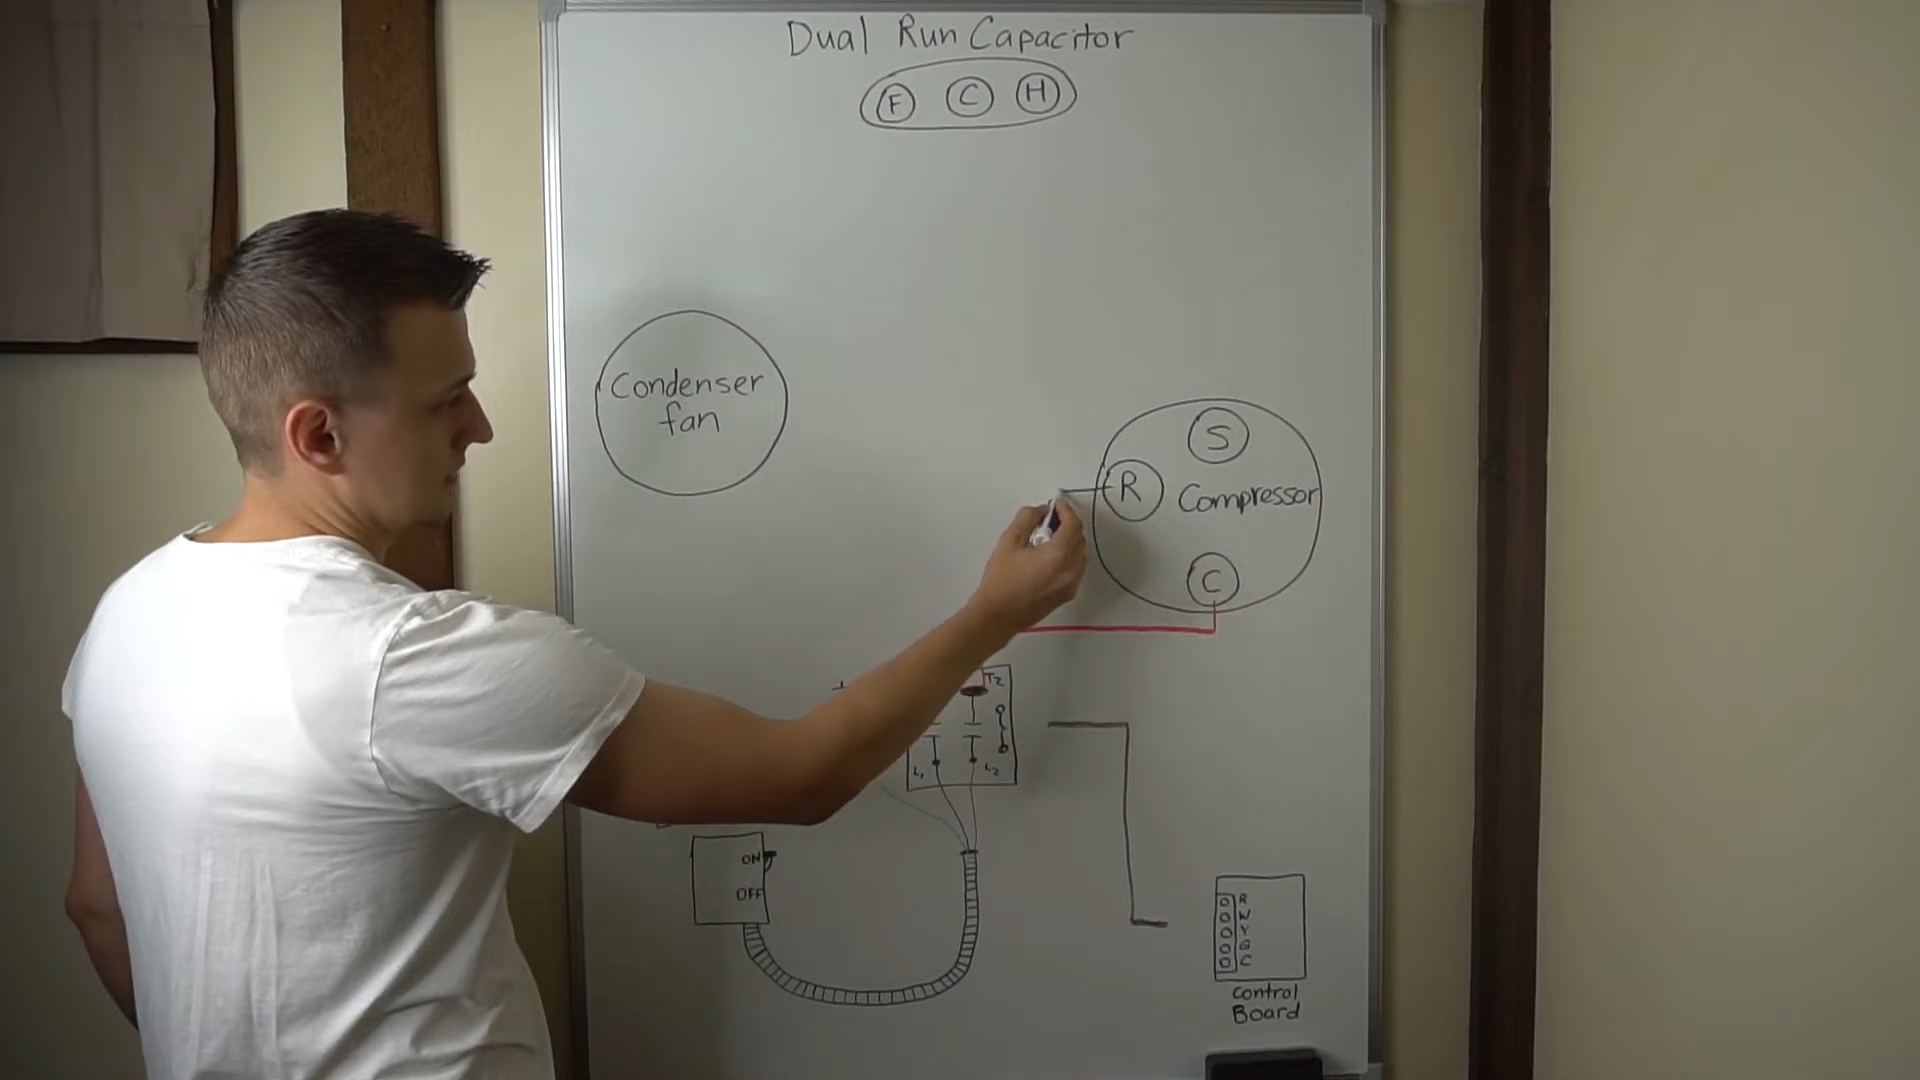 Dual Run Capacitor
F C H
Condenser
fan
S
R
Compressor
C
T2
L1 L2
ON
OFF
R
W
Y
G
C
Control
Board